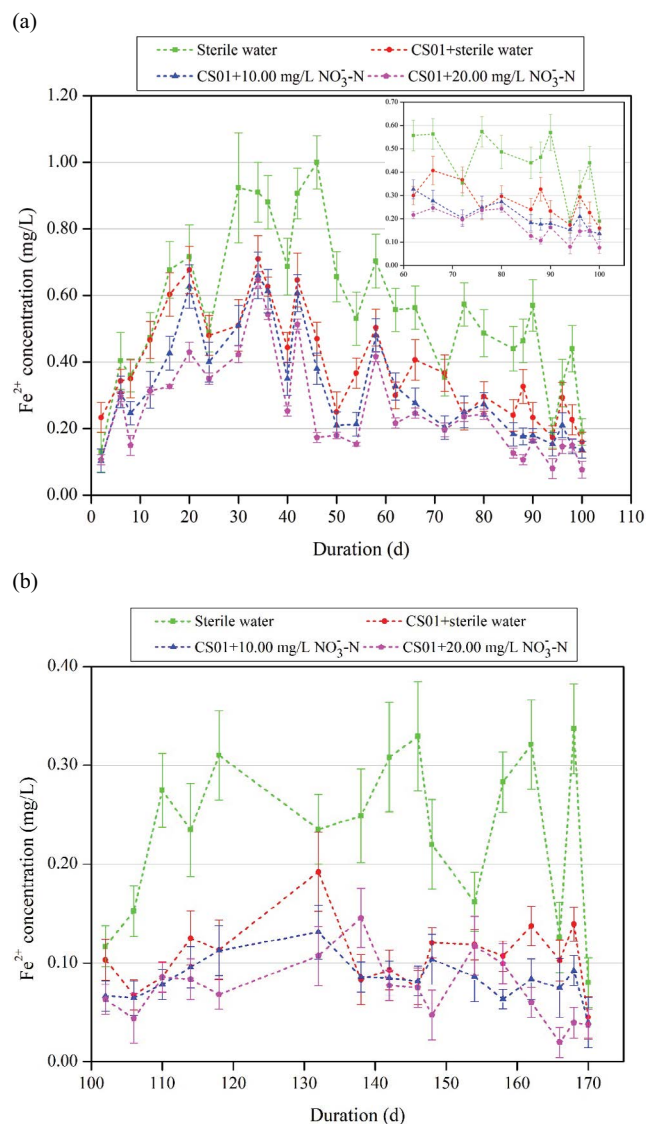 (a)
Sterile water CS01+sterile water
CS01+10.00 mg/L NO₃⁻-N CS01+20.00 mg/L NO₃⁻-N
1.20
1.00
0.80
0.60
0.40
0.20
0.00
Fe²⁺ concentration (mg/L)
0.70
0.60
0.50
0.40
0.30
0.20
0.10
0.00
60 70 80 90 100 110
0 10 20 30 40 50 60 70 80 90 100 110
Duration (d)
(b)
Sterile water CS01+sterile water
CS01+10.00 mg/L NO₃⁻-N CS01+20.00 mg/L NO₃⁻-N
0.40
0.30
0.20
0.10
0.00
Fe²⁺ concentration (mg/L)
100 110 120 130 140 150 160 170
Duration (d)